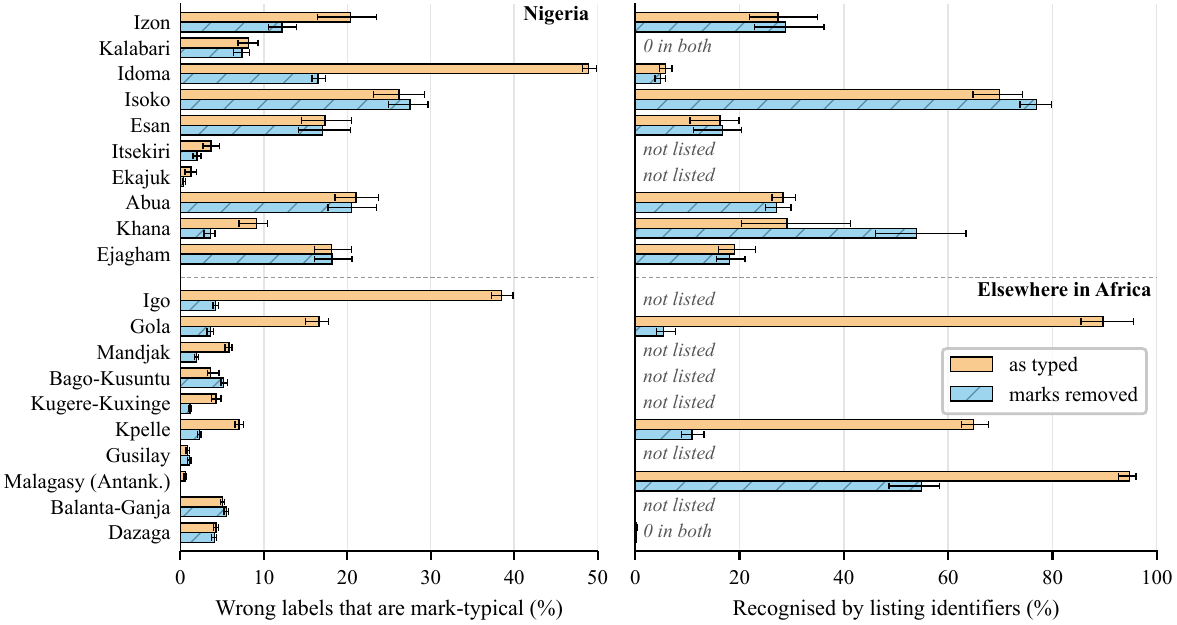 Nigeria
Izon
Kalabari
0 in both
Idoma
Isoko
Esan
Itsekiri
not listed
Ekajuk
not listed
Abua
Khana
Ejagham
Elsewhere in Africa
Igo
not listed
Gola
Mandjak
not listed
as typed
Bago-Kusuntu
not listed
marks removed
Kugere-Kuxinge
not listed
Kpelle
Gusilay
not listed
Malagasy (Antank.)
Balanta-Ganja
not listed
Dazaga
0 in both
0 10 20 30 40 50
0 20 40 60 80 100
Wrong labels that are mark-typical (%)
Recognised by listing identifiers (%)